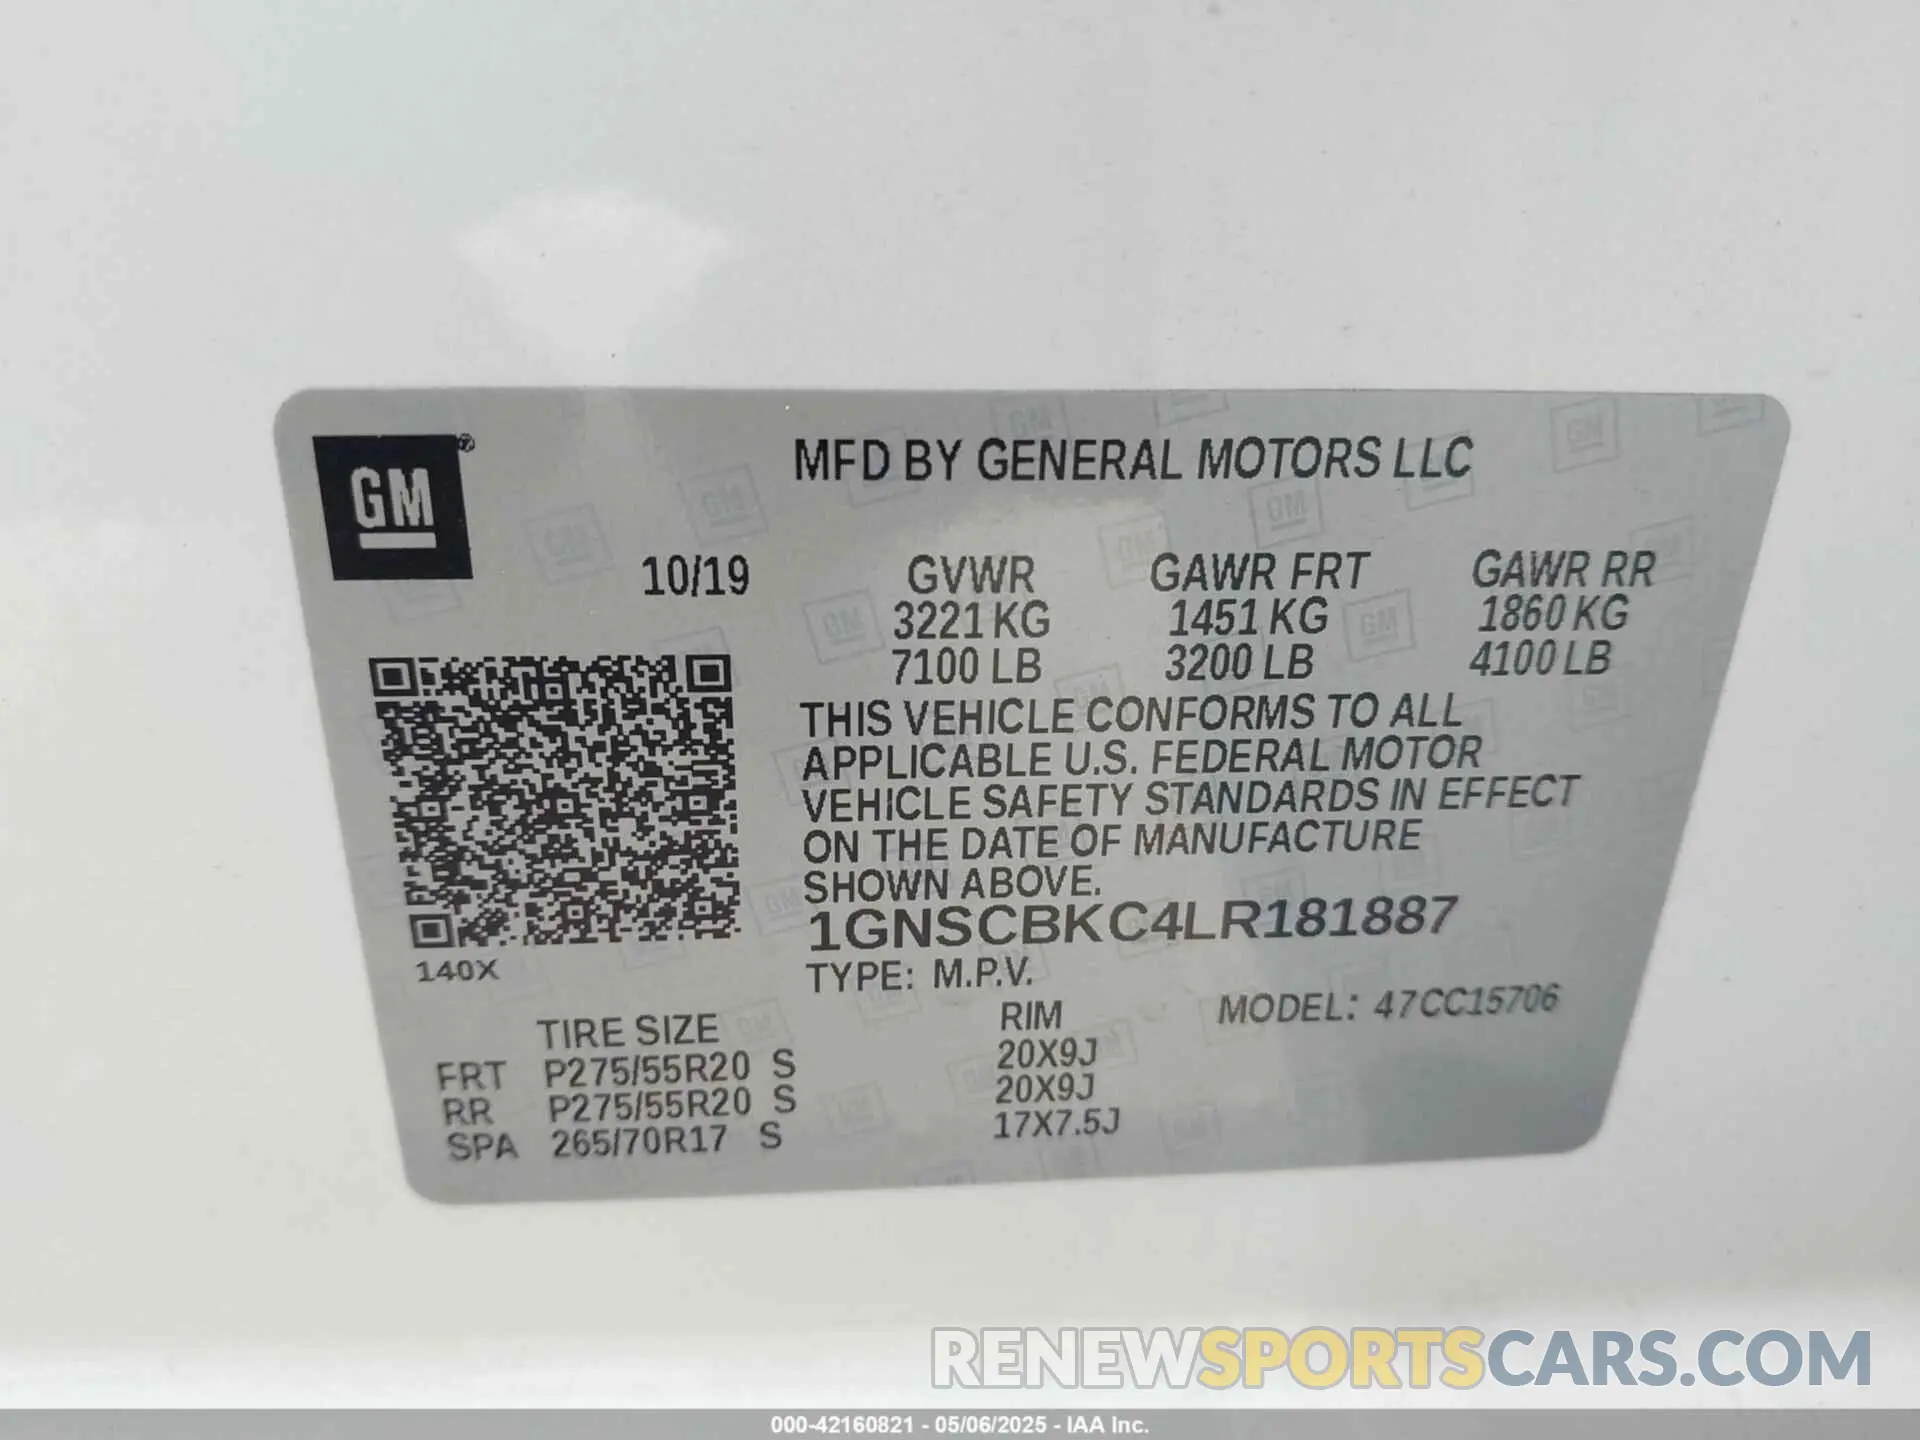 GM®
MFD BY GENERAL MOTORS LLC
10/19 GVWR GAWR FRT GAWR RR
3221 KG 1451 KG 1860 KG
7100 LB 3200 LB 4100 LB
THIS VEHICLE CONFORMS TO ALL
APPLICABLE U.S. FEDERAL MOTOR
VEHICLE SAFETY STANDARDS IN EFFECT
ON THE DATE OF MANUFACTURE
SHOWN ABOVE.
1GNSCBKC4LR181887
140X
TYPE: M.P.V.
MODEL: 47CC15706
TIRE SIZE RIM
FRT P275/55R20 S 20X9J
RR P275/55R20 S 20X9J
SPA 265/70R17 S 17X7.5J
RENEWSPORTSCARS.COM
000-42160821 - 05/06/2025 - IAA Inc.